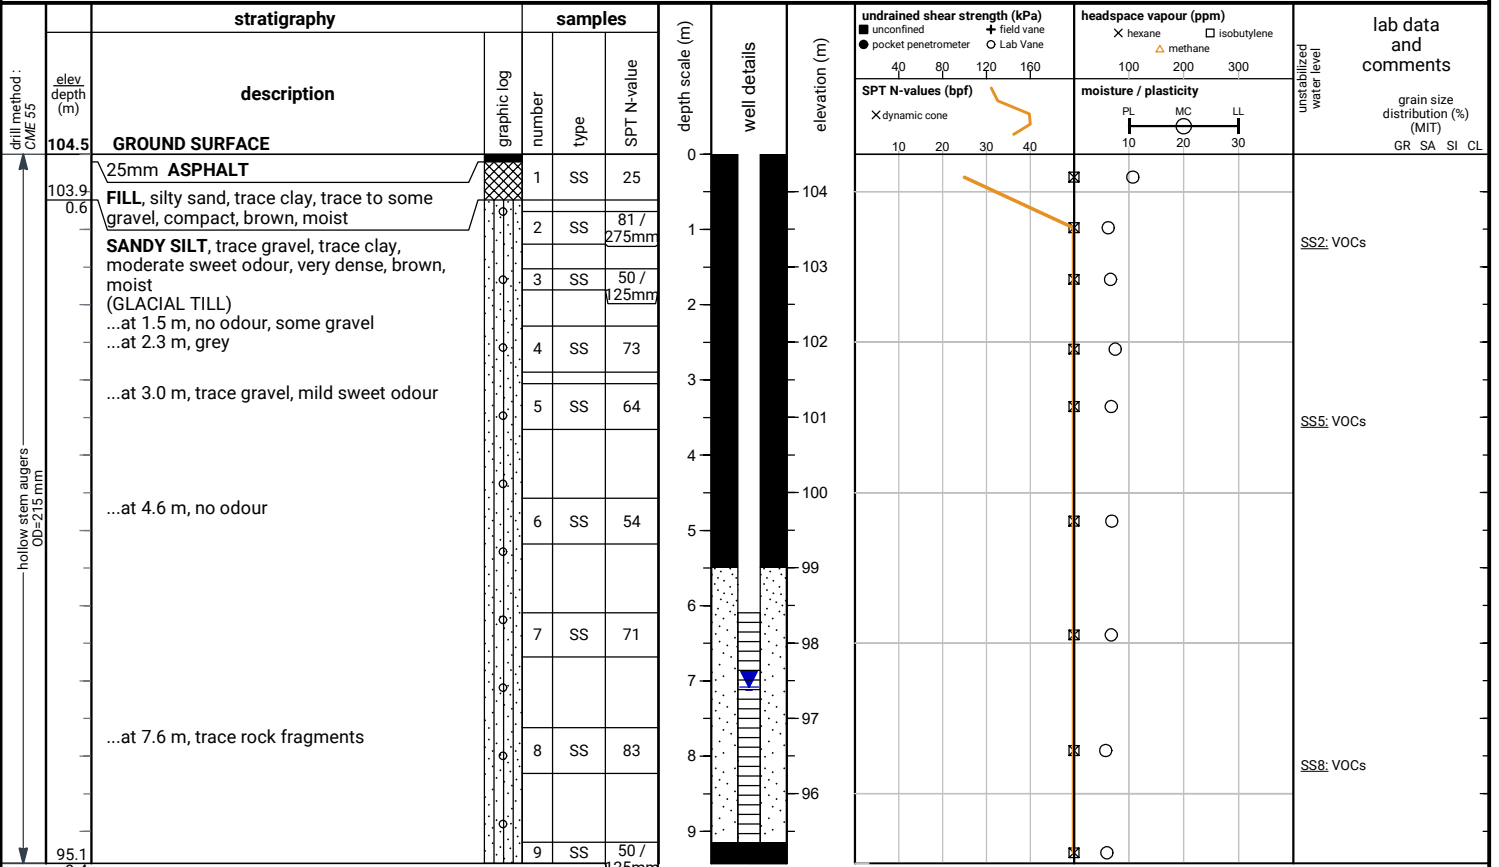 stratigraphy
samples
drill method :
CME 55
elev
depth
(m)
description
graphic log
number
type
SPT N-value
depth scale (m)
well details
elevation (m)
undrained shear strength (kPa)
unconfined
field vane
pocket penetrometer
Lab Vane
40 80 120 160
SPT N-values (bpf)
dynamic cone
10 20 30 40
headspace vapour (ppm)
hexane
isobutylene
methane
100 200 300
moisture / plasticity
PL MC LL
10 20 30
unstabilized
water level
lab data
and
comments
grain size
distribution (%)
(MIT)
GR SA SI CL
104.5 GROUND SURFACE
25mm ASPHALT
103.9
0.6
FILL, silty sand, trace clay, trace to some
gravel, compact, brown, moist
SANDY SILT, trace gravel, trace clay,
moderate sweet odour, very dense, brown,
moist
(GLACIAL TILL)
...at 1.5 m, no odour, some gravel
...at 2.3 m, grey
...at 3.0 m, trace gravel, mild sweet odour
...at 4.6 m, no odour
...at 7.6 m, trace rock fragments
95.1
hollow stem augers
OD=215 mm
1 SS 25
2 SS 81 /
275mm
3 SS 50 /
125mm
4 SS 73
5 SS 64
6 SS 54
7 SS 71
8 SS 83
9 SS 50 /
0
1
2
3
4
5
6
7
8
9
104
103
102
101
100
99
98
97
96
SS2: VOCs
SS5: VOCs
SS8: VOCs